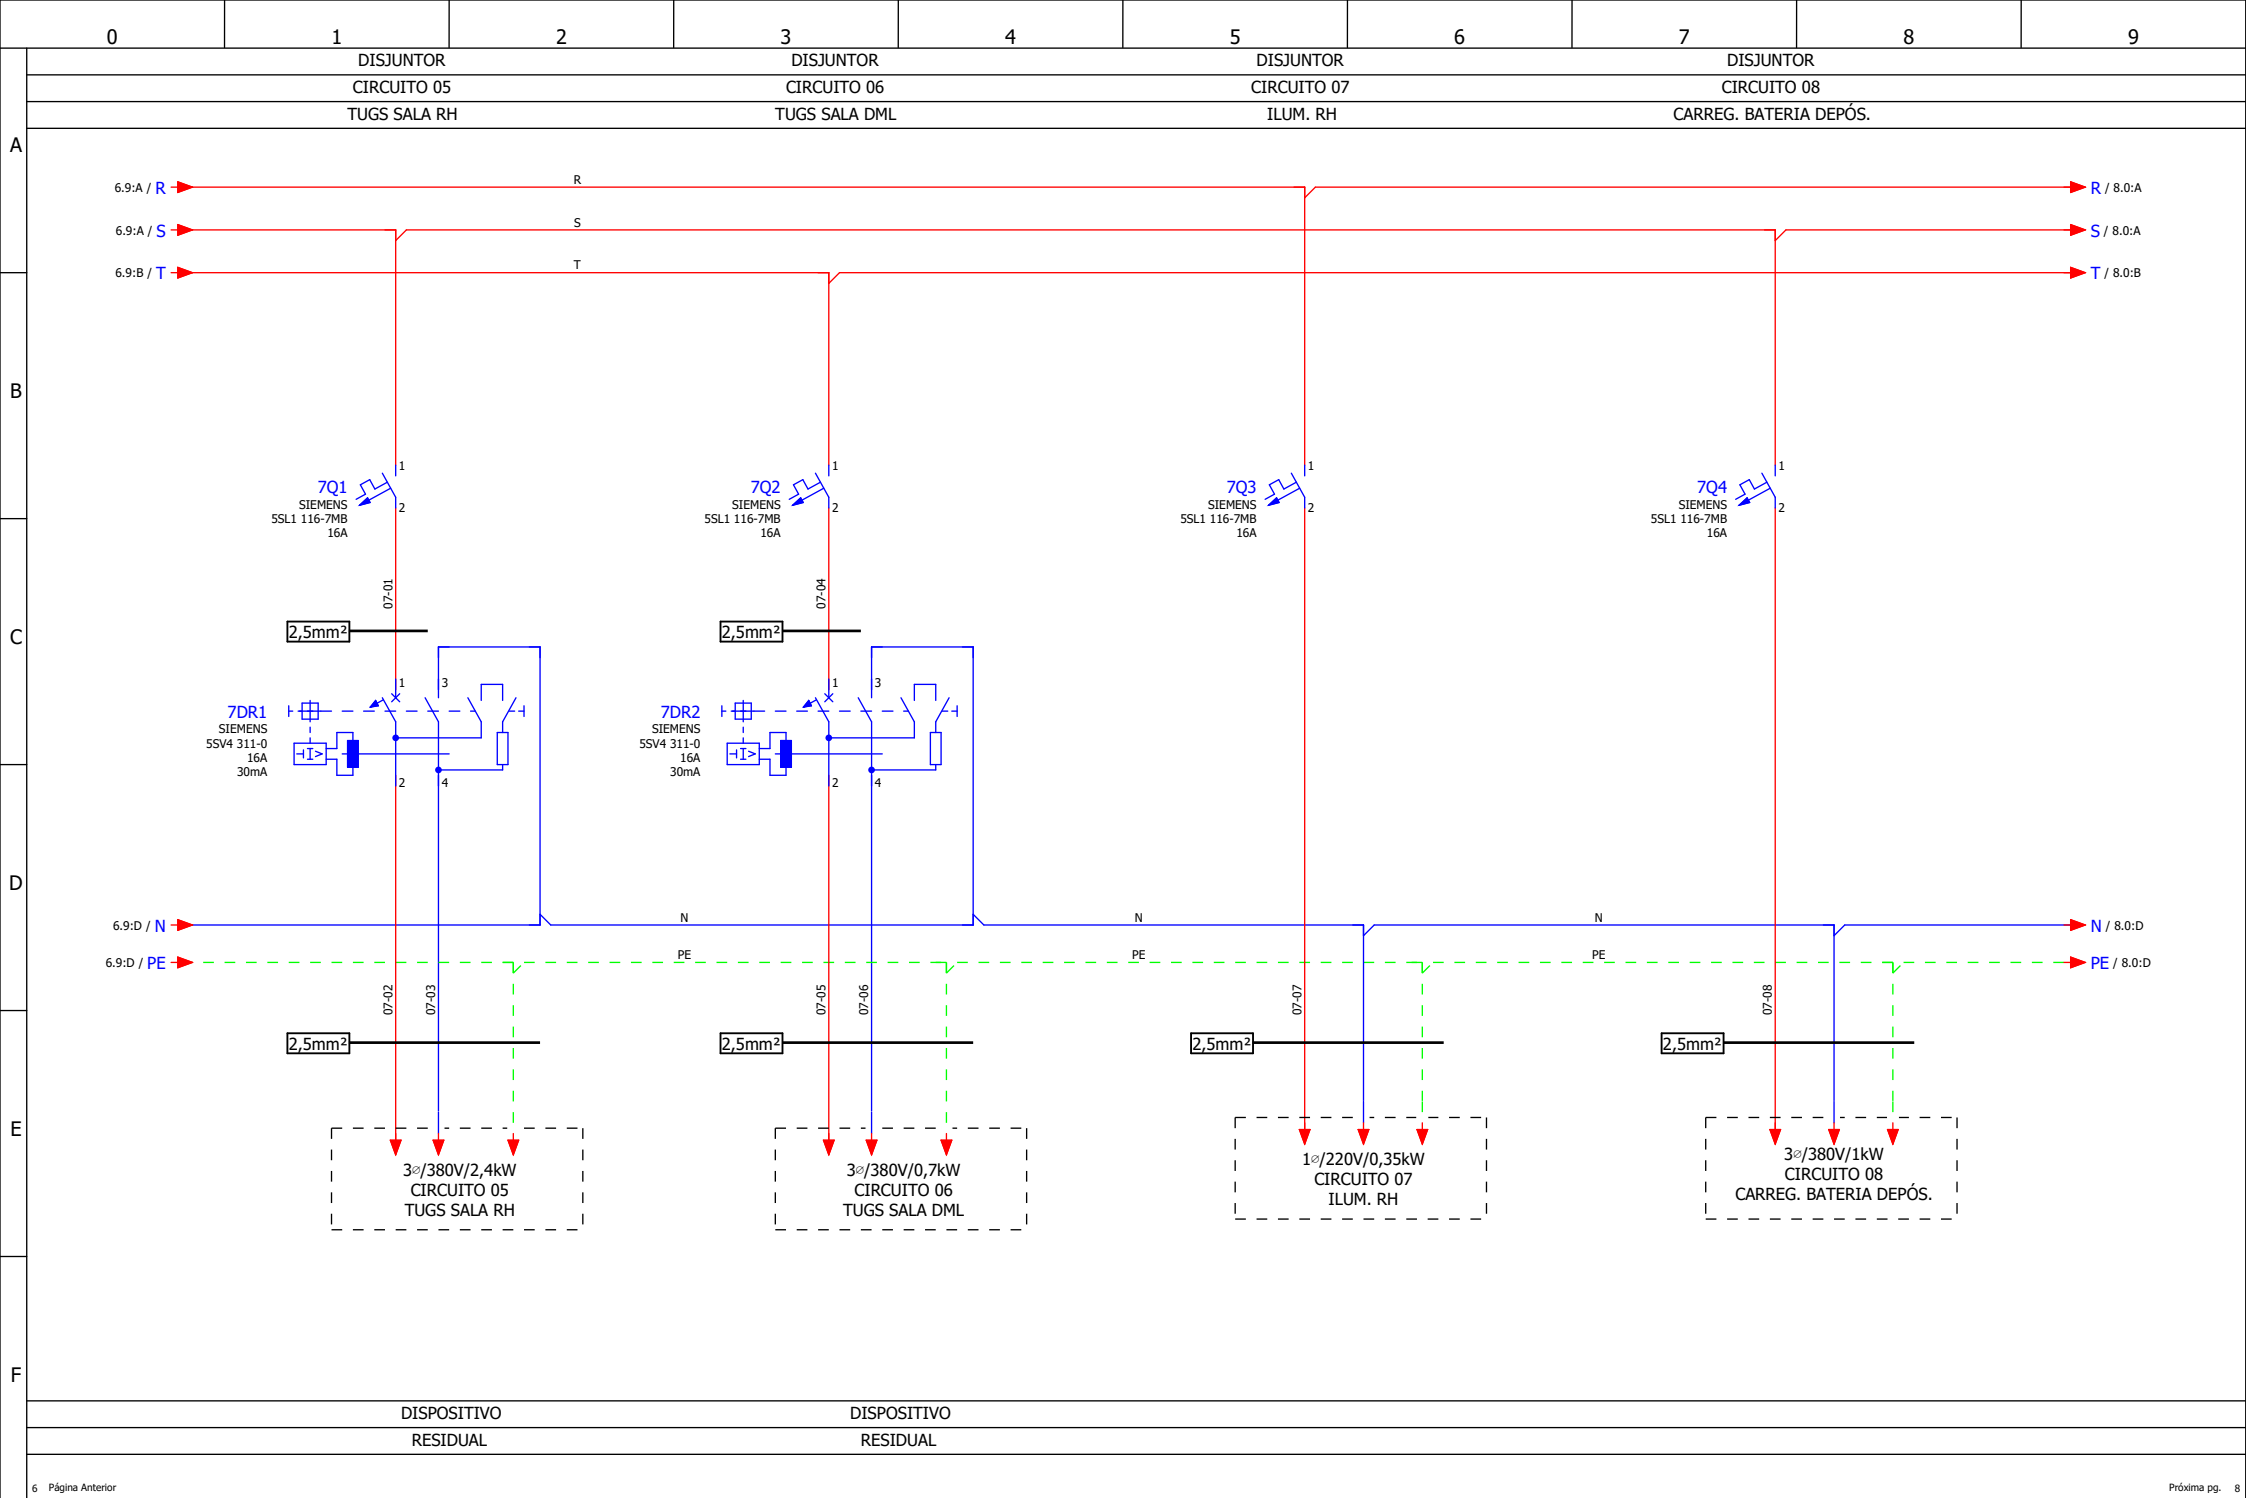 0 1 2 3 4 5 6 7 8 9
DISJUNTOR DISJUNTOR DISJUNTOR DISJUNTOR
CIRCUITO 05 CIRCUITO 06 CIRCUITO 07 CIRCUITO 08
TUGS SALA RH TUGS SALA DML ILUM. RH CARREG. BATERIA DEPÓS.
A
6.9:A / R R R / 8.0:A
6.9:A / S S S / 8.0:A
6.9:B / T T T / 8.0:B
B
1 1 1 1
7Q1 7Q2 7Q3 7Q4
SIEMENS SIEMENS SIEMENS SIEMENS
2 2 2 2
5SL1 116-7MB 5SL1 116-7MB 5SL1 116-7MB 5SL1 116-7MB
16A 16A 16A 16A
07-01 07-04
C
2,5mm² 2,5mm²
1 3 1 3
7DR1 7DR2
SIEMENS SIEMENS
5SV4 311-0 5SV4 311-0
16A 16A
30mA 30mA
I> I>
2 4 2 4
D
6.9:D / N N N N N / 8.0:D
6.9:D / PE PE PE PE PE / 8.0:D
07-02 07-03 07-05 07-06 07-07 07-08
2,5mm² 2,5mm² 2,5mm² 2,5mm²
E
3⌀/380V/2,4kW 3⌀/380V/0,7kW 1⌀/220V/0,35kW 3⌀/380V/1kW
CIRCUITO 05 CIRCUITO 06 CIRCUITO 07 CIRCUITO 08
TUGS SALA RH TUGS SALA DML ILUM. RH CARREG. BATERIA DEPÓS.
F
DISPOSITIVO DISPOSITIVO
RESIDUAL RESIDUAL
6 Página Anterior Próxima pg. 8